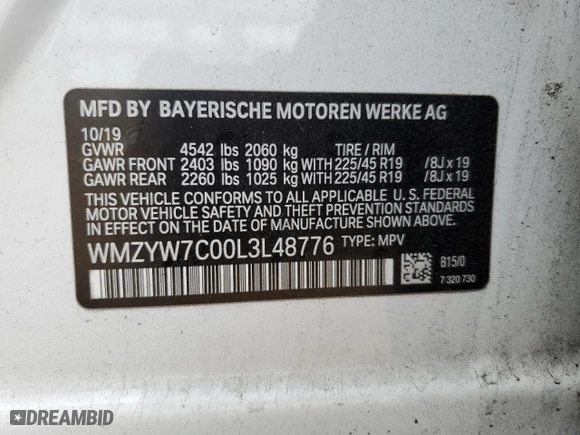 MFD BY BAYERISCHE MOTOREN WERKE AG
10/19
GVWR 4542 lbs 2060 kg TIRE / RIM
GAWR FRONT 2403 lbs 1090 kg WITH 225/45 R19 /8J x 19
GAWR REAR 2260 lbs 1025 kg WITH 225/45 R19 /8J x 19
THIS VEHICLE CONFORMS TO ALL APPLICABLE U. S. FEDERAL
MOTOR VEHICLE SAFETY AND THEFT PREVENTION STANDARDS
IN EFFECT ON THE DATE OF MANUFACTURE SHOWN ABOVE.
WMZYW7C00L3L48776 TYPE: MPV
B15/0
7 320 730
DREAMBID